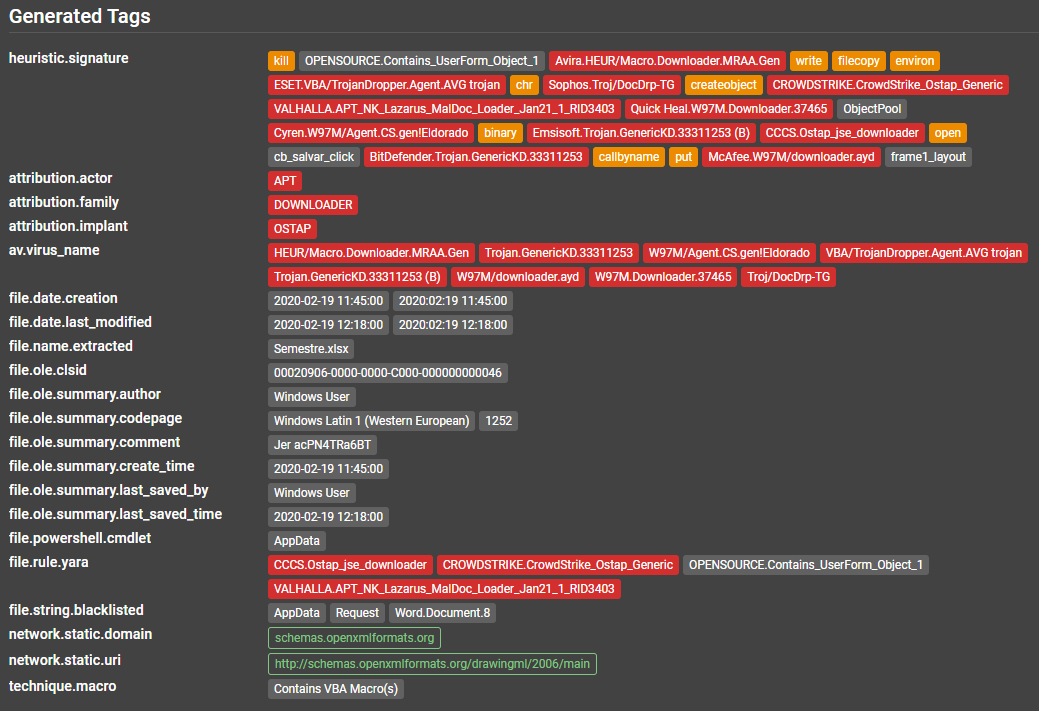 Generated Tags
heuristic.signature kill OPENSOURCE.Contains_UserForm_Object_1 Avira.HEUR/Macro.Downloader.MRAA.Gen write filecopy environ
ESET.VBA/TrojanDropper.Agent.AVG trojan chr Sophos.Troj/DocDrp-TG createobject CROWDSTRIKE.CrowdStrike_Ostap_Generic
VALHALLA.APT_NK_Lazarus_MalDoc_Loader_Jan21_1_RID3403 Quick Heal.W97M.Downloader.37465 ObjectPool
Cyren.W97M/Agent.CS.gen!Eldorado binary Emsisoft.Trojan.GenericKD.33311253 (B) CCCS.Ostap_jse_downloader open
cb_salvar_click BitDefender.Trojan.GenericKD.33311253 callbyname put McAfee.W97M/downloader.ayd frame1_layout
attribution.actor APT
attribution.family DOWNLOADER
attribution.implant OSTAP
av.virus_name HEUR/Macro.Downloader.MRAA.Gen Trojan.GenericKD.33311253 W97M/Agent.CS.gen!Eldorado VBA/TrojanDropper.Agent.AVG trojan
Trojan.GenericKD.33311253 (B) W97M/downloader.ayd W97M.Downloader.37465 Troj/DocDrp-TG
file.date.creation 2020-02-19 11:45:00 2020:02:19 11:45:00
file.date.last_modified 2020-02-19 12:18:00 2020:02:19 12:18:00
file.name.extracted Semestre.xlsx
file.ole.clsid 00020906-0000-0000-C000-000000000046
file.ole.summary.author Windows User
file.ole.summary.codepage Windows Latin 1 (Western European) 1252
file.ole.summary.comment Jer acPN4TRa6BT
file.ole.summary.create_time 2020-02-19 11:45:00
file.ole.summary.last_saved_by Windows User
file.ole.summary.last_saved_time 2020-02-19 12:18:00
file.powershell.cmdlet AppData
file.rule.yara CCCS.Ostap_jse_downloader CROWDSTRIKE.CrowdStrike_Ostap_Generic OPENSOURCE.Contains_UserForm_Object_1
VALHALLA.APT_NK_Lazarus_MalDoc_Loader_Jan21_1_RID3403
file.string.blacklisted AppData Request Word.Document.8
network.static.domain schemas.openxmlformats.org
network.static.uri http://schemas.openxmlformats.org/drawingml/2006/main
technique.macro Contains VBA Macro(s)